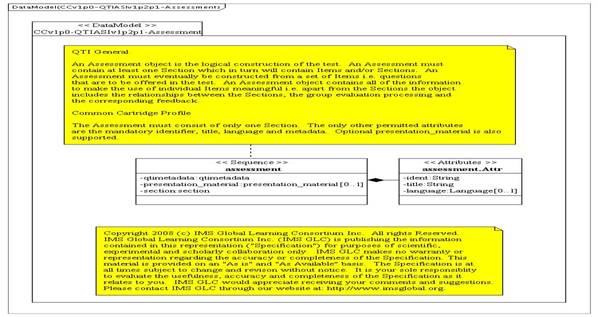 DataModel(CCv1p0-QTIASIv1p2p1-Assessment)
<< DataModel >>
CCv1p0-QTIASIv1p2p1-Assessment
QTI General
An Assessment object is the logical construction of the test. An Assessment must
contain at least one Section which in turn will contain Items and/or Sections. An
Assessment must eventually be constructed from a set of Items i.e. questions
that are to be offered in the test. An Assessment object contains all of the information
to make the use of individual Items meaningful i.e. apart from the Sections the object
includes the relationships between the Sections, the group evaluation processing and
the corresponding feedback.
Common Cartridge Profile
The Assessment must consist of only one Section. The only other permitted attributes
are the mandatory identifier, title, language and metadata. Optional presentation_material is also
supported.
<< Sequence >>
assessment
-qtimetadata:qtimetadata
-presentation_material:presentation_material[0..1]
-section:section
<< Attributes >>
assessment.Attr
-ident:String
-title:String
-language:Language[0..1]
Copyright 2008 (c) IMS Global Learning Consortium Inc. All rights Reserved.
IMS Global Learning Consortium Inc. (IMS GLC) is publishing the information
contained in this representation ("Specification") for purposes of scientific,
experimental and scholarly collaboration only. IMS GLC makes no warranty or
representation regarding the accuracy or completeness of the Specification. This
material is provided on an "As is" and "As Available" basis. The Specification is at
all times subject to change and revison without notice. It is your sole responsiblity
to evaluate the usefulness, accuracy and completeness of the Specification as it
relates to you. IMS GLC would appreciate receiving your comments and suggestions.
Please contact IMS GLC through our website at: http://www.imsglobal.org.